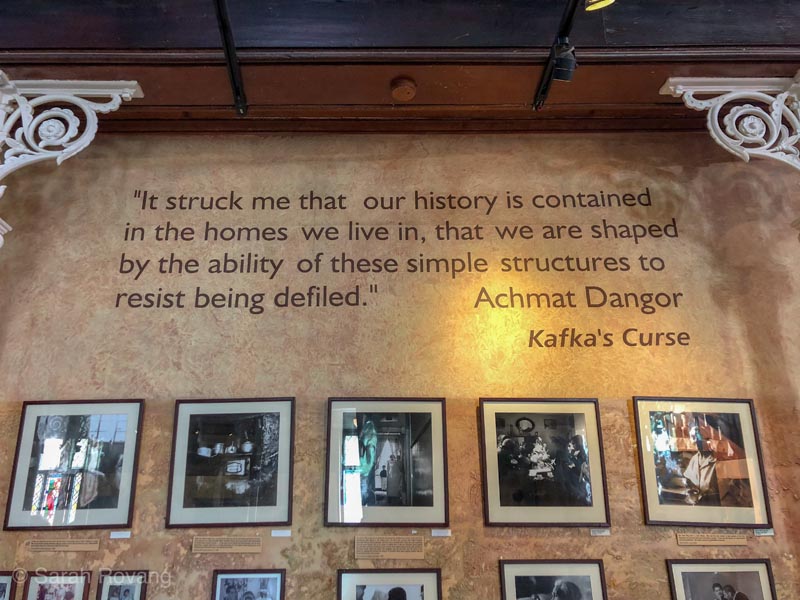 "It struck me that our history is contained
in the homes we live in, that we are shaped
by the ability of these simple structures to
resist being defiled." Achmat Dangor
Kafka's Curse
© Sarah Rovang